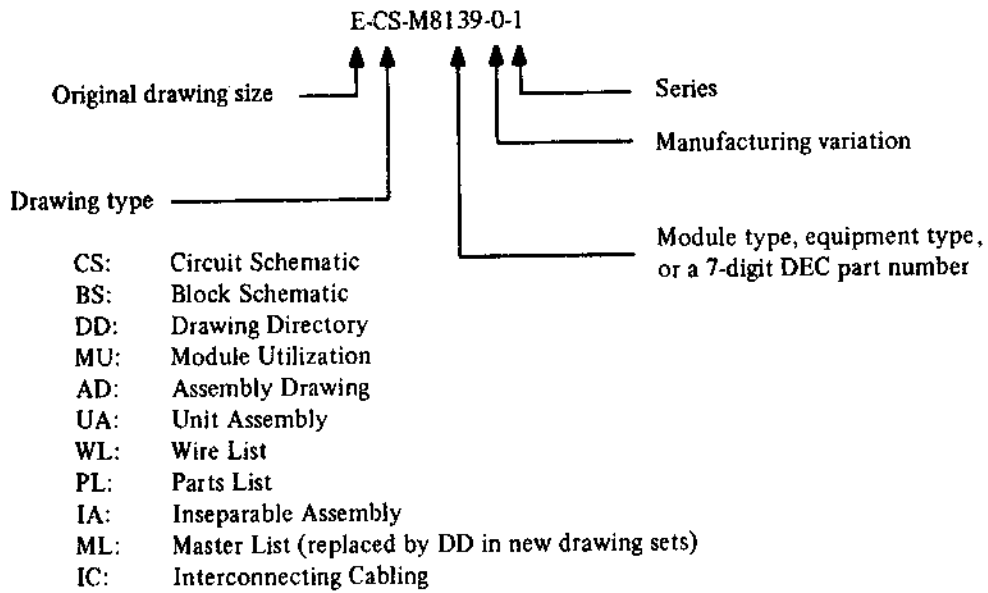 E-CS-M8139-0-1
Original drawing size
Series
Manufacturing variation
Drawing type
Module type, equipment type,
or a 7-digit DEC part number
CS: Circuit Schematic
BS: Block Schematic
DD: Drawing Directory
MU: Module Utilization
AD: Assembly Drawing
UA: Unit Assembly
WL: Wire List
PL: Parts List
IA: Inseparable Assembly
ML: Master List (replaced by DD in new drawing sets)
IC: Interconnecting Cabling